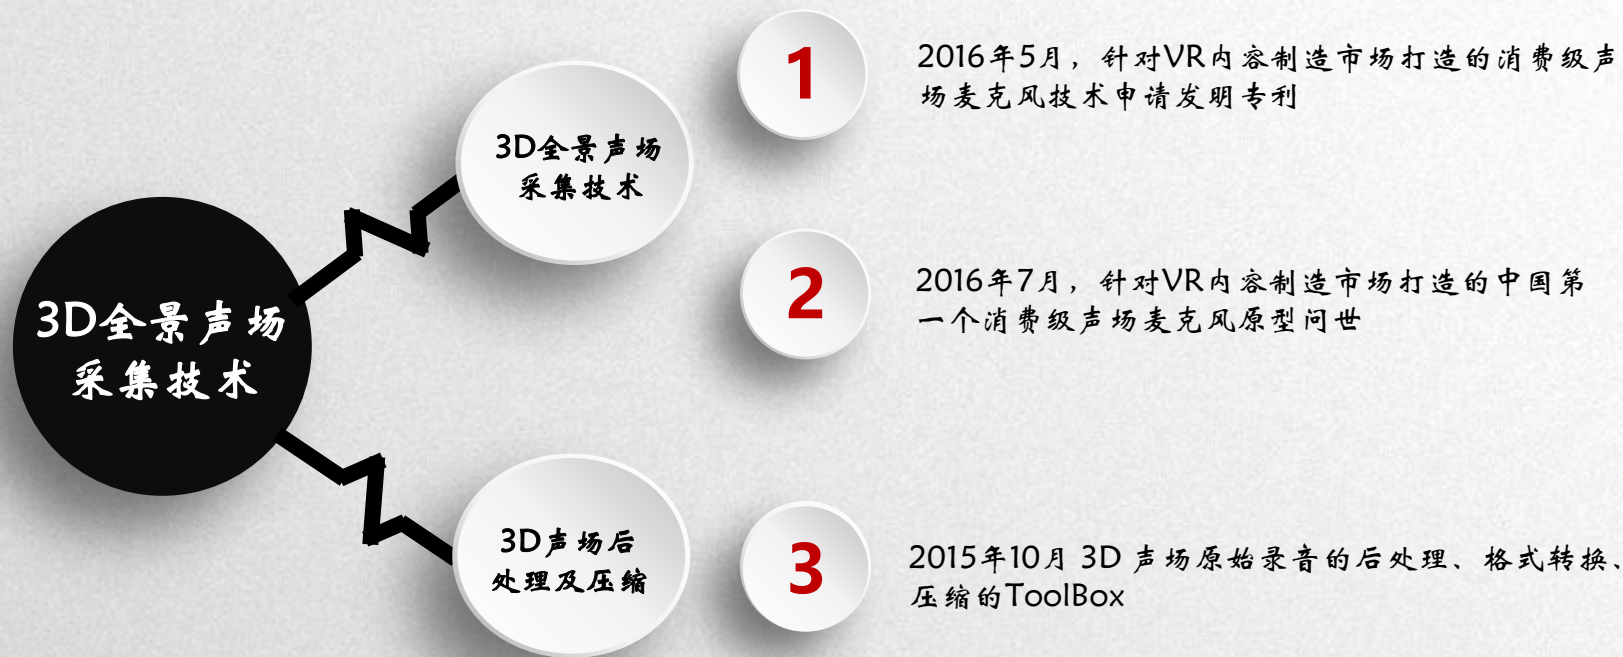 3D全景声场
采集技术
3D全景声场
采集技术
1
2016年5月，针对VR内容制造市场打造的消费级声
场麦克风技术申请发明专利
2
2016年7月，针对VR内容制造市场打造的中国第
一个消费级声场麦克风原型问世
3D声场后
处理及压缩
3
2015年10月 3D 声场原始录音的后处理、格式转换、
压缩的ToolBox